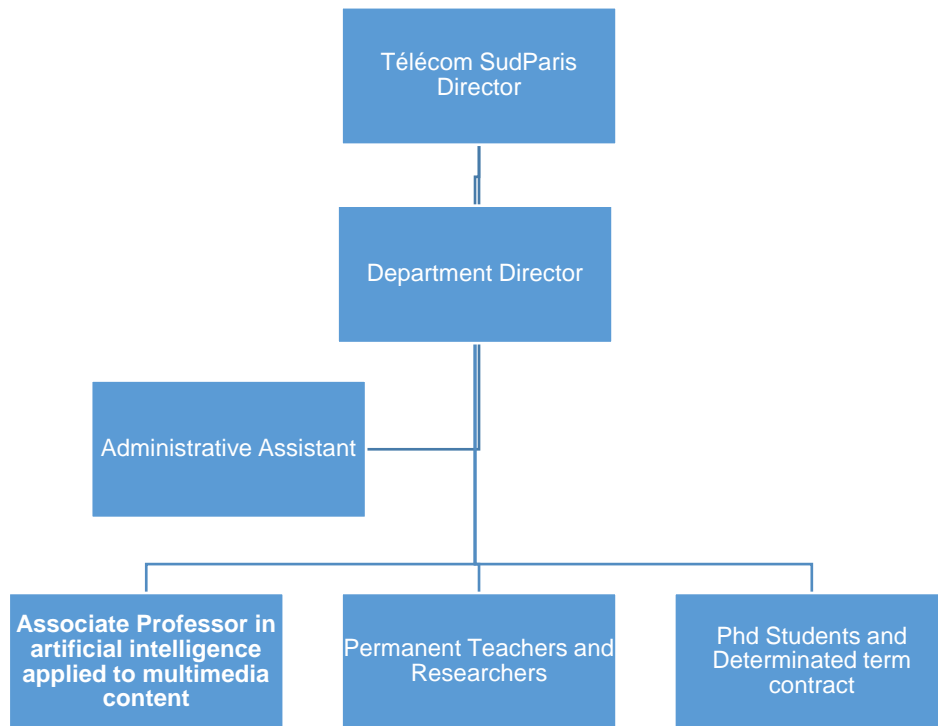 Télécom SudParis
Director
Department Director
Administrative Assistant
Associate Professor in
artificial intelligence
applied to multimedia
content
Permanent Teachers and
Researchers
Phd Students and
Determinated term
contract